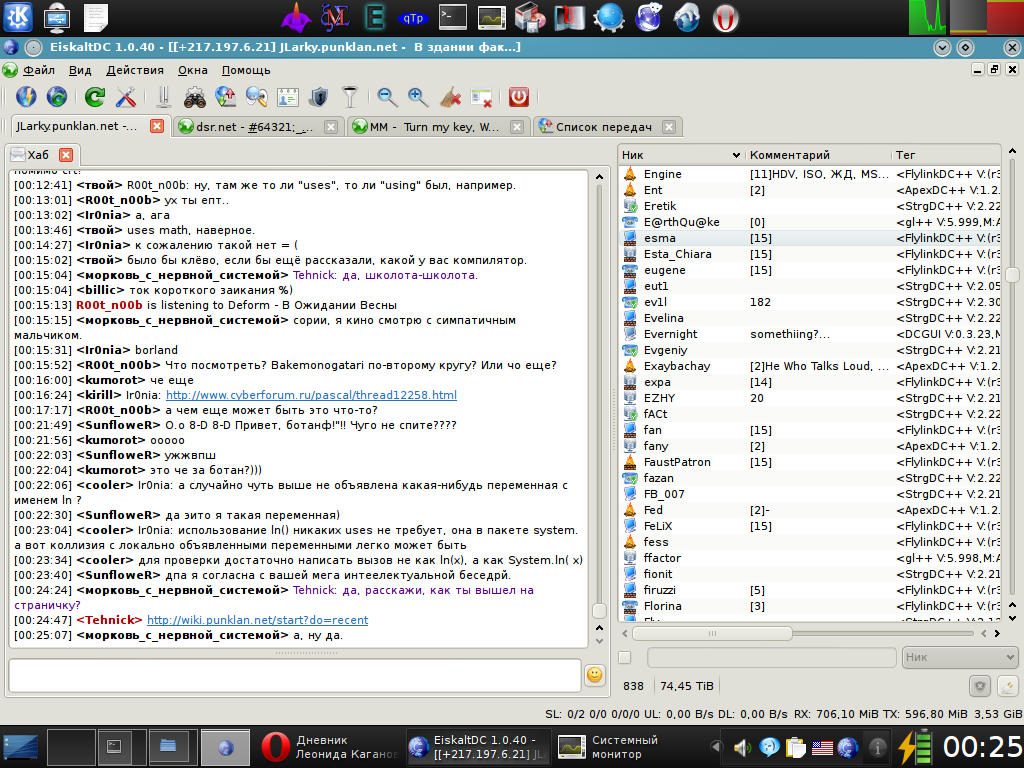 qTp
EiskaltDC 1.0.40 - [[+217.197.6.21] JLarky.punklan.net - В здании фак...]
Файл Вид Действия Окна Помощь
JLarky.punklan.net -... dsr.net - &#64321;_... MM - Turn my key, W... Список передач
Хаб
[00:12:41] <твой> R00t_n00b: ну, там же то ли "uses", то ли "using" был, например.
[00:13:01] <R00t_n00b> ух ты епт..
[00:13:02] <Ir0nia> а, ага
[00:13:46] <твой> uses math, наверное.
[00:14:27] <Ir0nia> к сожалению такой нет = (
[00:15:02] <твой> было бы клёво, если бы ещё рассказали, какой у вас компилятор.
[00:15:04] <морковь_с_нервной_системой> Tehnick: да, школота-школота.
[00:15:04] <billic> ток короткого заикания %)
[00:15:13] R00t_n00b is listening to Deform - В Ожидании Весны
[00:15:15] <морковь_с_нервной_системой> сории, я кино смотрю с симпатичным
мальчиком.
[00:15:31] <Ir0nia> borland
[00:15:52] <R00t_n00b> Что посмотреть? Bakemonogatari по-второму кругу? Или чо еще?
[00:16:00] <kumorot> че еще
[00:16:24] <kirill> Ir0nia: http://www.cyberforum.ru/pascal/thread12258.html
[00:17:17] <R00t_n00b> а чем еще может быть это что-то?
[00:21:49] <SunfloweR> О.о 8-D 8-D Привет, ботанф!"!! Чуго не спите????
[00:21:56] <kumorot> ооооо
[00:22:03] <SunfloweR> ужжвпш
[00:22:04] <kumorot> это че за ботан?)))
[00:22:06] <cooler> Ir0nia: а случайно чуть выше не объявлена какая-нибудь переменная с
именем ln ?
[00:22:30] <SunfloweR> да зито я такая переменная)
[00:23:04] <cooler> Ir0nia: использование ln() никаких uses не требует, она в пакете system.
а вот коллизия с локально объявленными переменными легко может быть
[00:23:34] <cooler> для проверки достаточно написать вызов не как ln(x), а как System.ln( x)
[00:23:40] <SunfloweR> дпа я согласна с вашей мега интеелектуальной беседрй.
[00:24:24] <морковь_с_нервной_системой> Tehnick: да, расскажи, как ты вышел на
страничку?
[00:24:47] <Tehnick> http://wiki.punklan.net/start?do=recent
[00:25:07] <морковь_с_нервной_системой> а, ну да.
Ник Комментарий Тег
Engine [11]HDV, ISO, ЖД, MS... <FlylinkDC++ V:(r3
Ent [2] <ApexDC++ V:1.2.
Eretik <StrgDC++ V:2.22
E@rthQu@ke [0] <gl++ V:5.999,M:A
esma [15] <FlylinkDC++ V:(r3
Esta_Chiara [15] <FlylinkDC++ V:(r3
eugene [15] <FlylinkDC++ V:(r3
eut1 <StrgDC++ V:2.05
ev1l 182 <StrgDC++ V:2.30
Evelina <StrgDC++ V:2.22
Evernight somethiing?... <DCGUI V:0.3.23,M
Evgeniy <StrgDC++ V:2.21
Exaybachay [2]He Who Talks Loud, ... <ApexDC++ V:1.2.
expa [14] <FlylinkDC++ V:(r3
EZHY 20 <StrgDC++ V:2.21
fACt <StrgDC++ V:2.22
fan [15] <FlylinkDC++ V:(r3
fany [2] <ApexDC++ V:1.2.
FaustPatron [15] <FlylinkDC++ V:(r3
fazan <StrgDC++ V:2.22
FB_007 <StrgDC++ V:2.21
Fed [2]- <ApexDC++ V:1.2.
FeLiX [15] <FlylinkDC++ V:(r3
fess <StrgDC++ V:2.21
ffactor <gl++ V:5.998,M:A
fionit <StrgDC++ V:2.21
firuzzi [5] <FlylinkDC++ V:(r3
Florina [3] <FlylinkDC++ V:(r3
Ник
838 74,45 TiB
SL: 0/2 0/0 0/0/0 UL: 0,00 B/s DL: 0,00 B/s RX: 706,10 MiB TX: 596,80 MiB 3,53 GiB
Дневник
Леонида Кагано
EiskaltDC 1.0.40 -
[[+217.197.6.21] JL
Системный
монитор
00:25